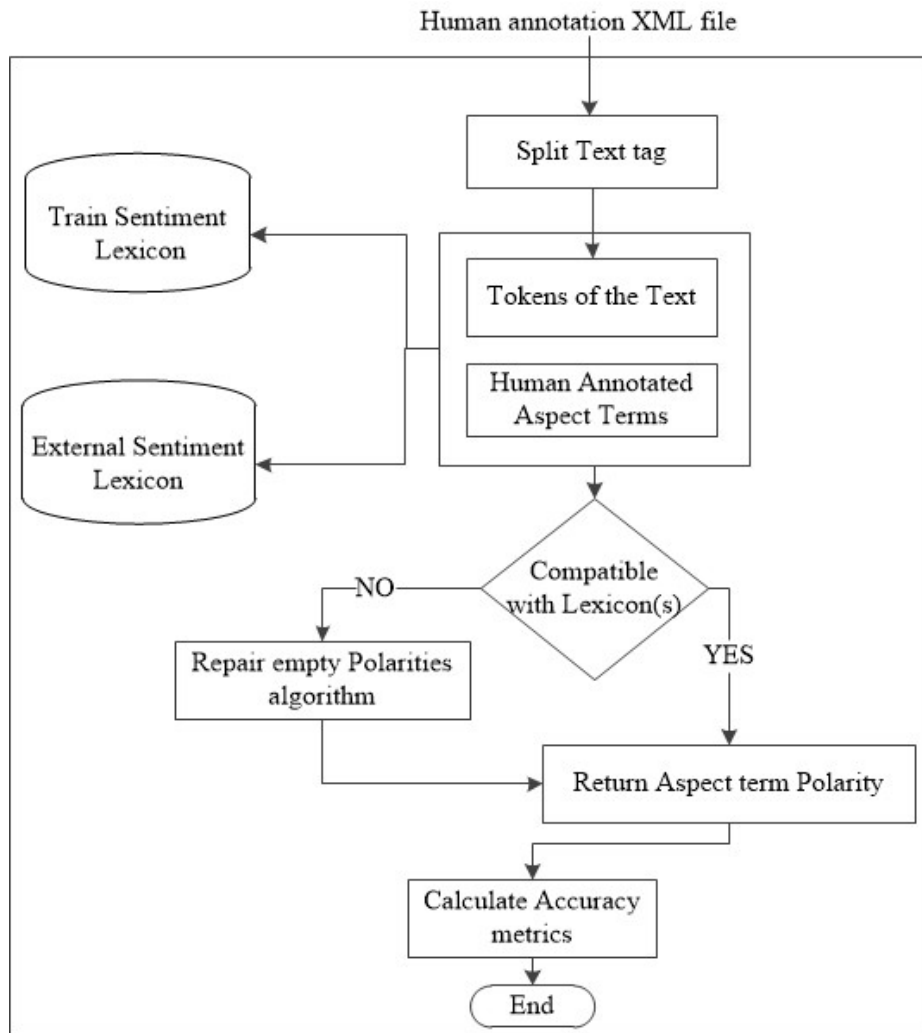 Human annotation XML file
Split Text tag
Train Sentiment
Lexicon
Tokens of the Text
Human Annotated
Aspect Terms
External Sentiment
Lexicon
Compatible
with Lexicon(s)
NO
YES
Repair empty Polarities
algorithm
Return Aspect term Polarity
Calculate Accuracy
metrics
End